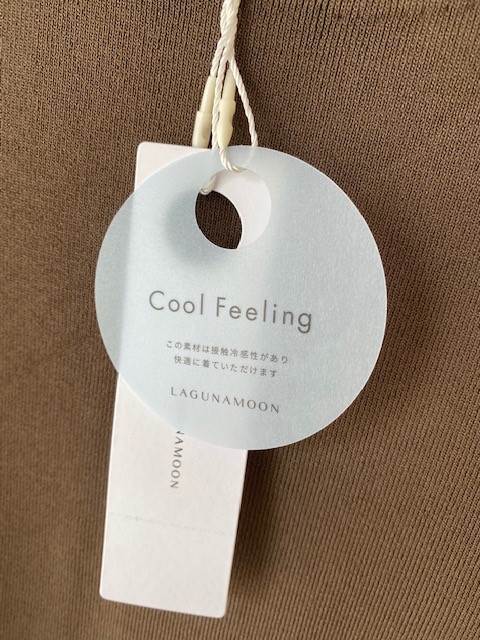 Cool Feeling
この素材は接触冷感性があり
快適に着ていただけます
LAGUNAMOON
NAMOON